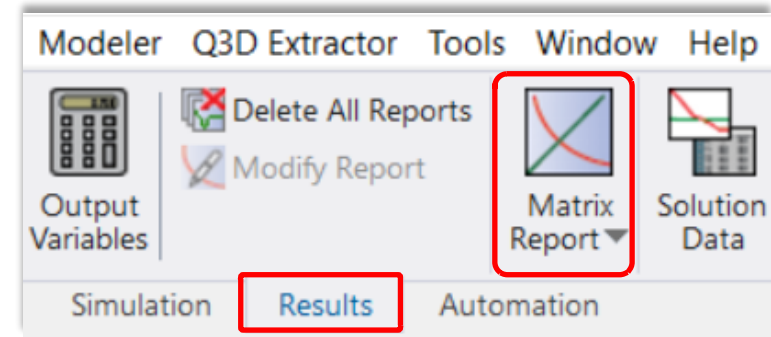 Modeler Q3D Extractor Tools Window Help
Delete All Reports
Modify Report
Output
Variables
Matrix
Report
Solution
Data
Simulation Results Automation